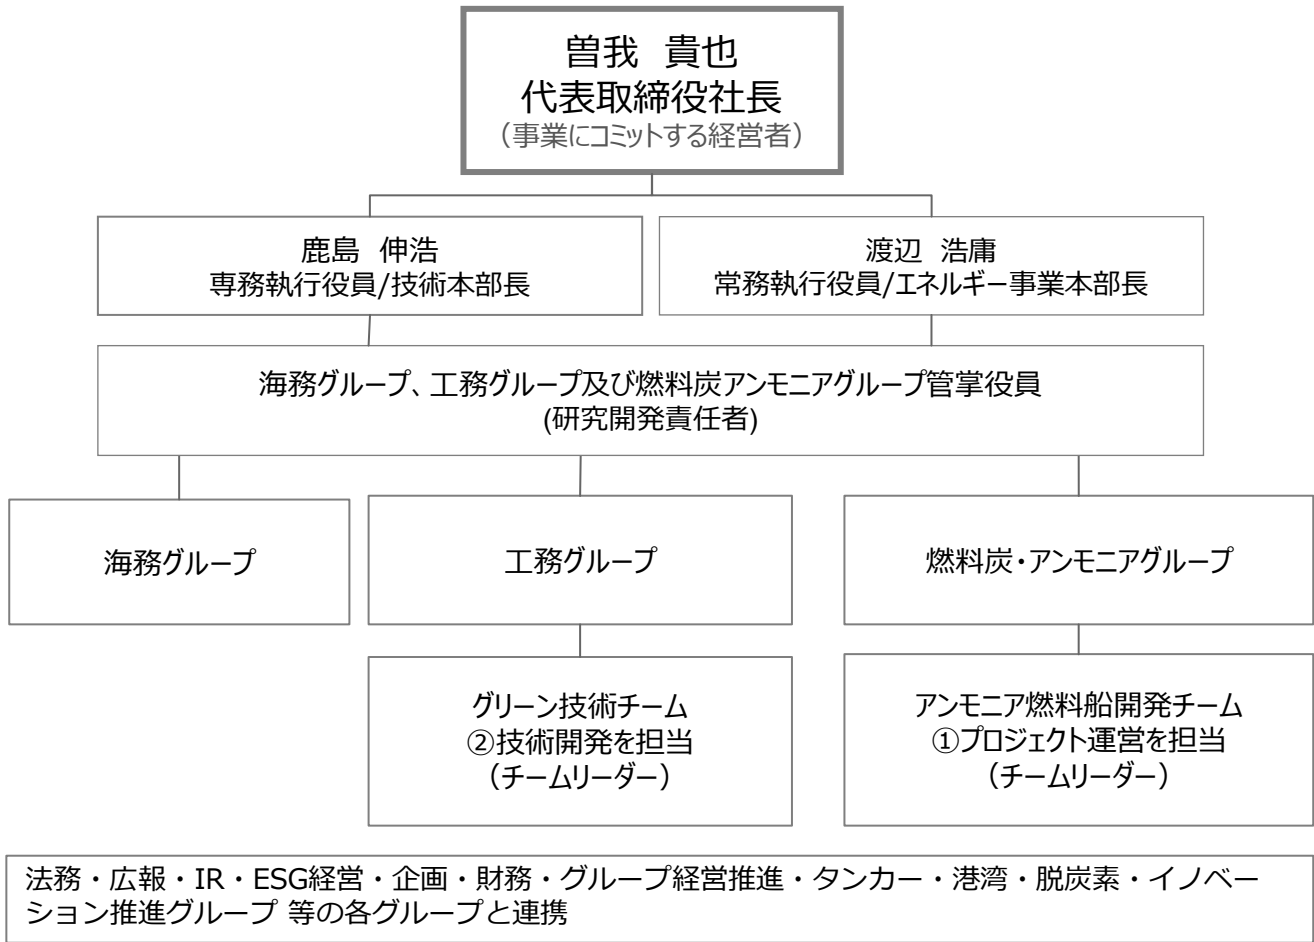 曽我　貴也
代表取締役社長
（事業にコミットする経営者）
鹿島　伸浩
専務執行役員/技術本部長
渡辺　浩庸
常務執行役員/エネルギー事業本部長
海務グループ、工務グループ及び燃料炭アンモニアグループ管掌役員
(研究開発責任者)
海務グループ
工務グループ
燃料炭・アンモニアグループ
グリーン技術チーム
②技術開発を担当
（チームリーダー）
アンモニア燃料船開発チーム
①プロジェクト運営を担当
（チームリーダー）
法務・広報・IR・ESG経営・企画・財務・グループ経営推進・タンカー・港湾・脱炭素・イノベー
ション推進グループ 等の各グループと連携